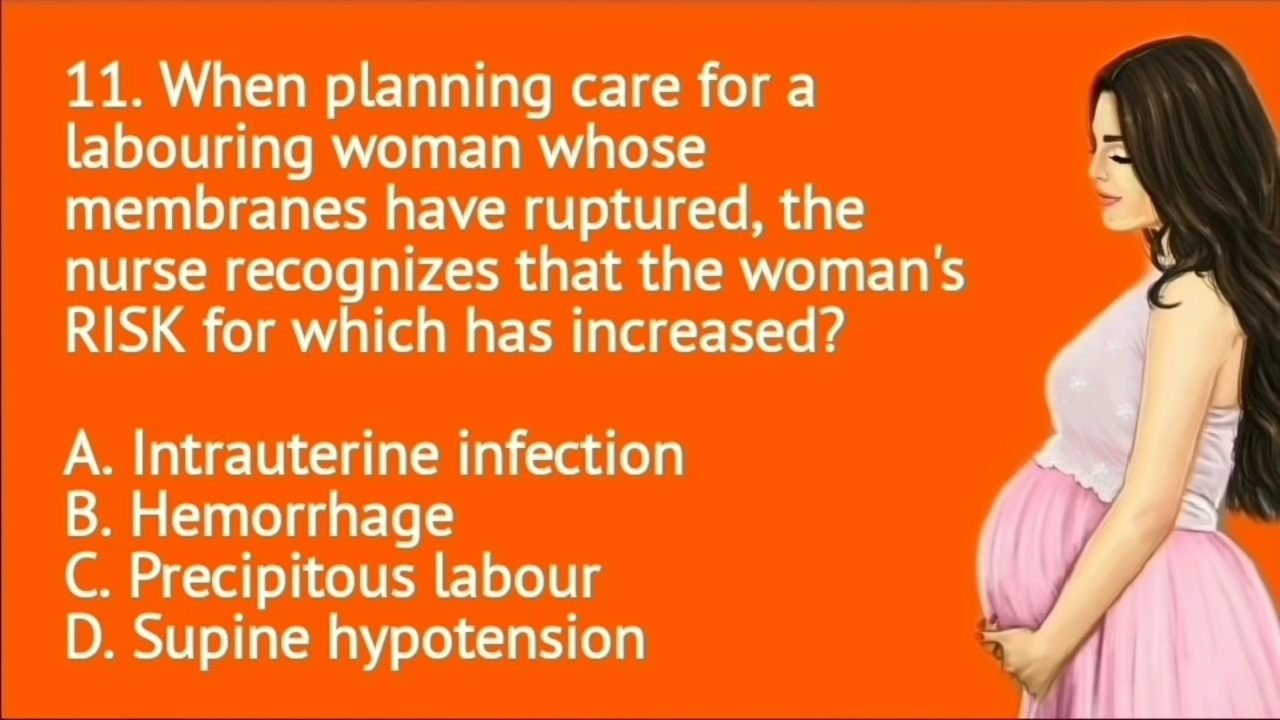 11. When planning care for a
labouring woman whose
membranes have ruptured, the
nurse recognizes that the woman's
RISK for which has increased?
A. Intrauterine infection
B. Hemorrhage
C. Precipitous labour
D. Supine hypotension